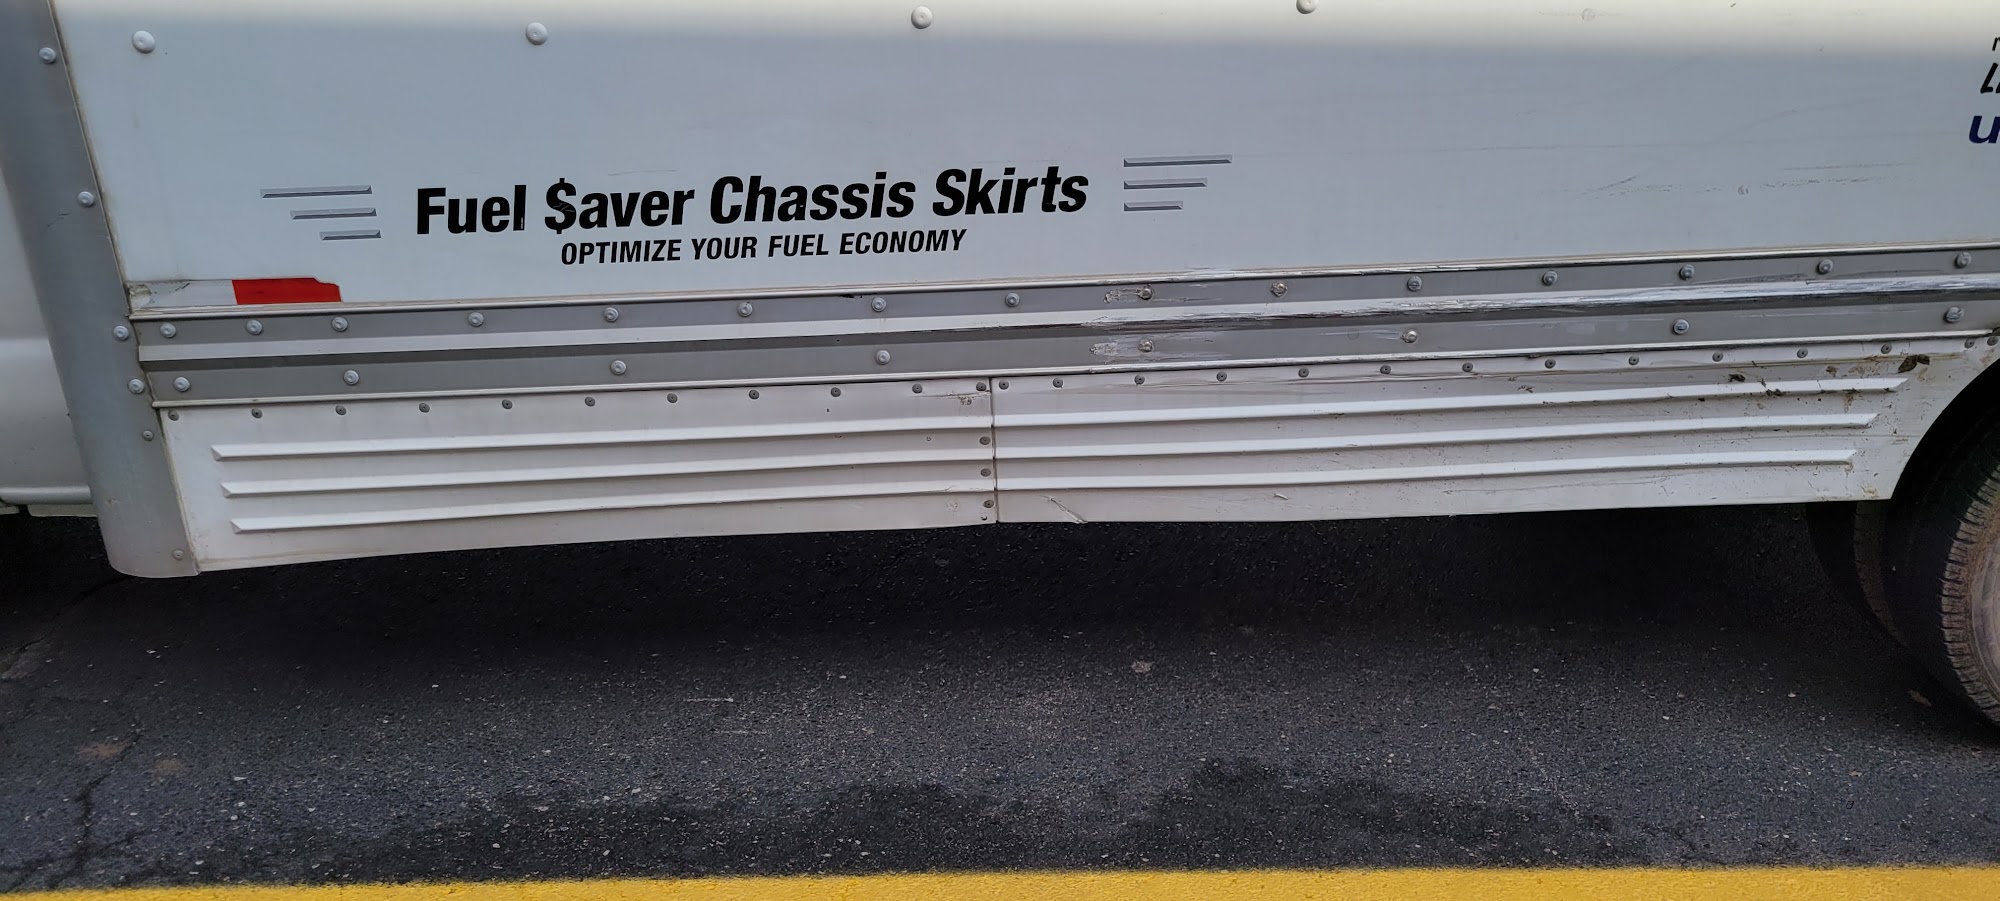 Fuel $aver Chassis Skirts
OPTIMIZE YOUR FUEL ECONOMY